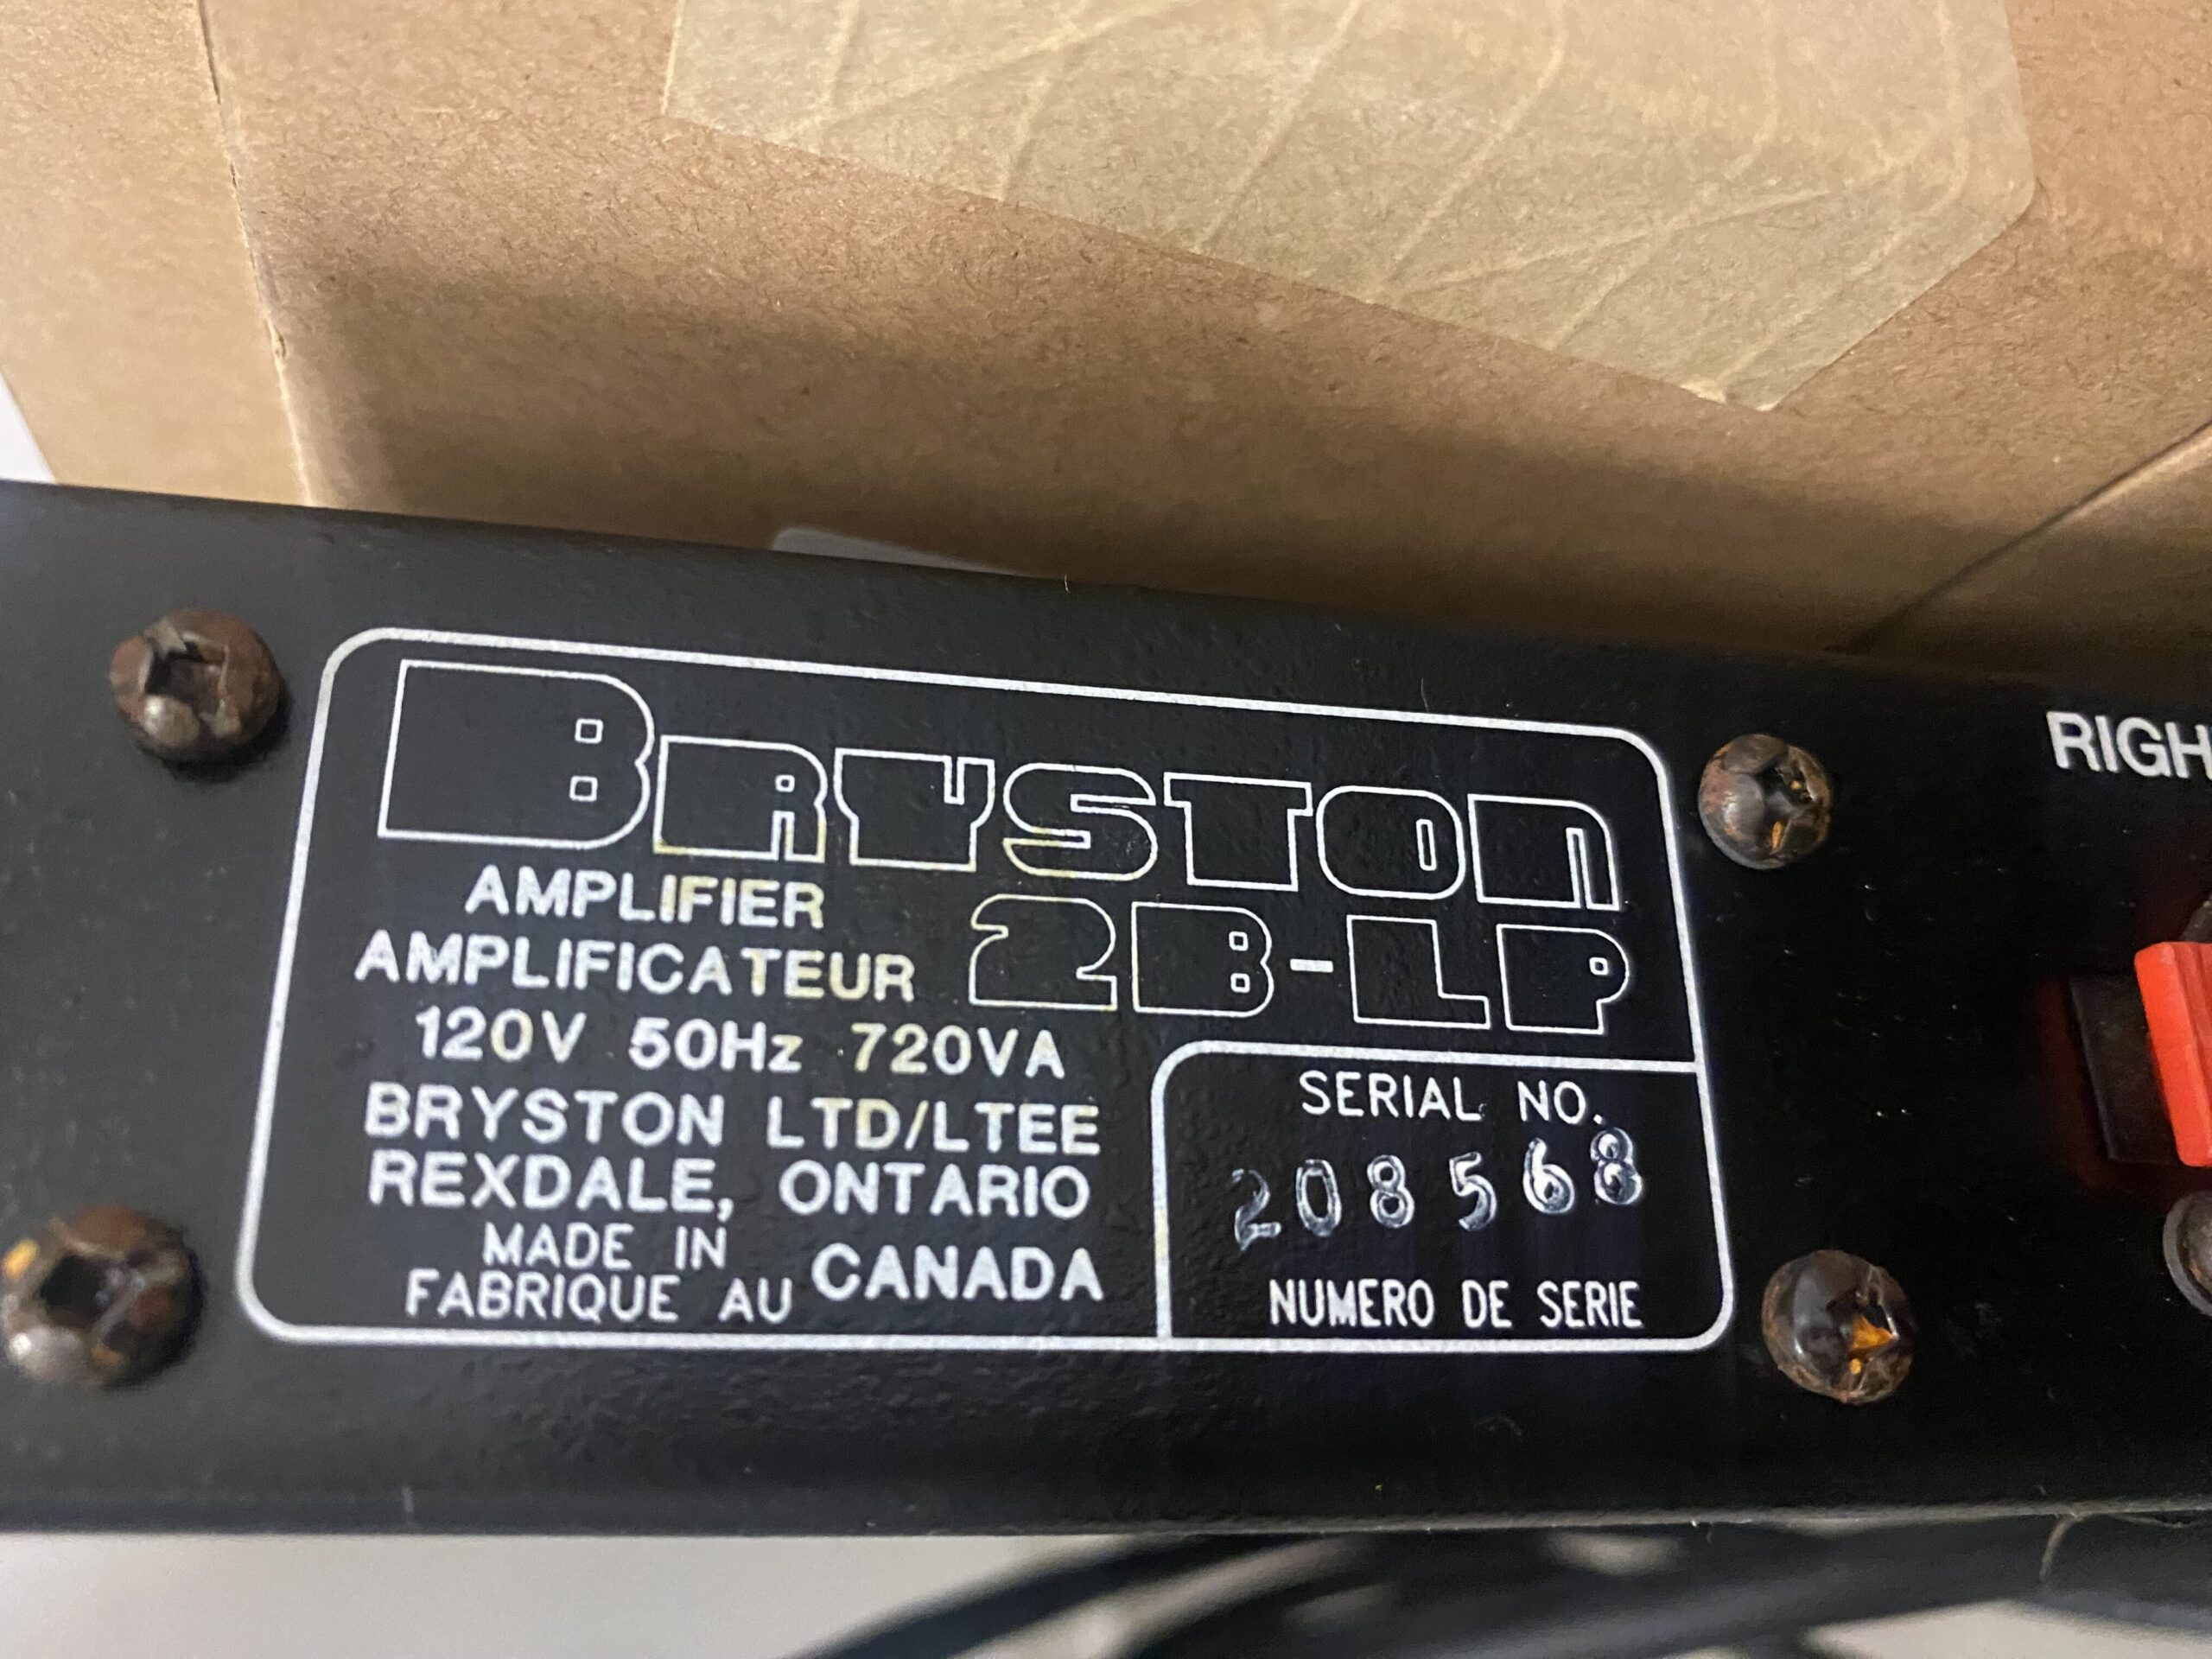 BRYSTON
AMPLIFIER
AMPLIFICATEUR
2B-LP
120V 50Hz 720VA
BRYSTON LTD/LTEE
REXDALE, ONTARIO
MADE IN
FABRIQUE AU CANADA
SERIAL NO.
208568
NUMERO DE SERIE